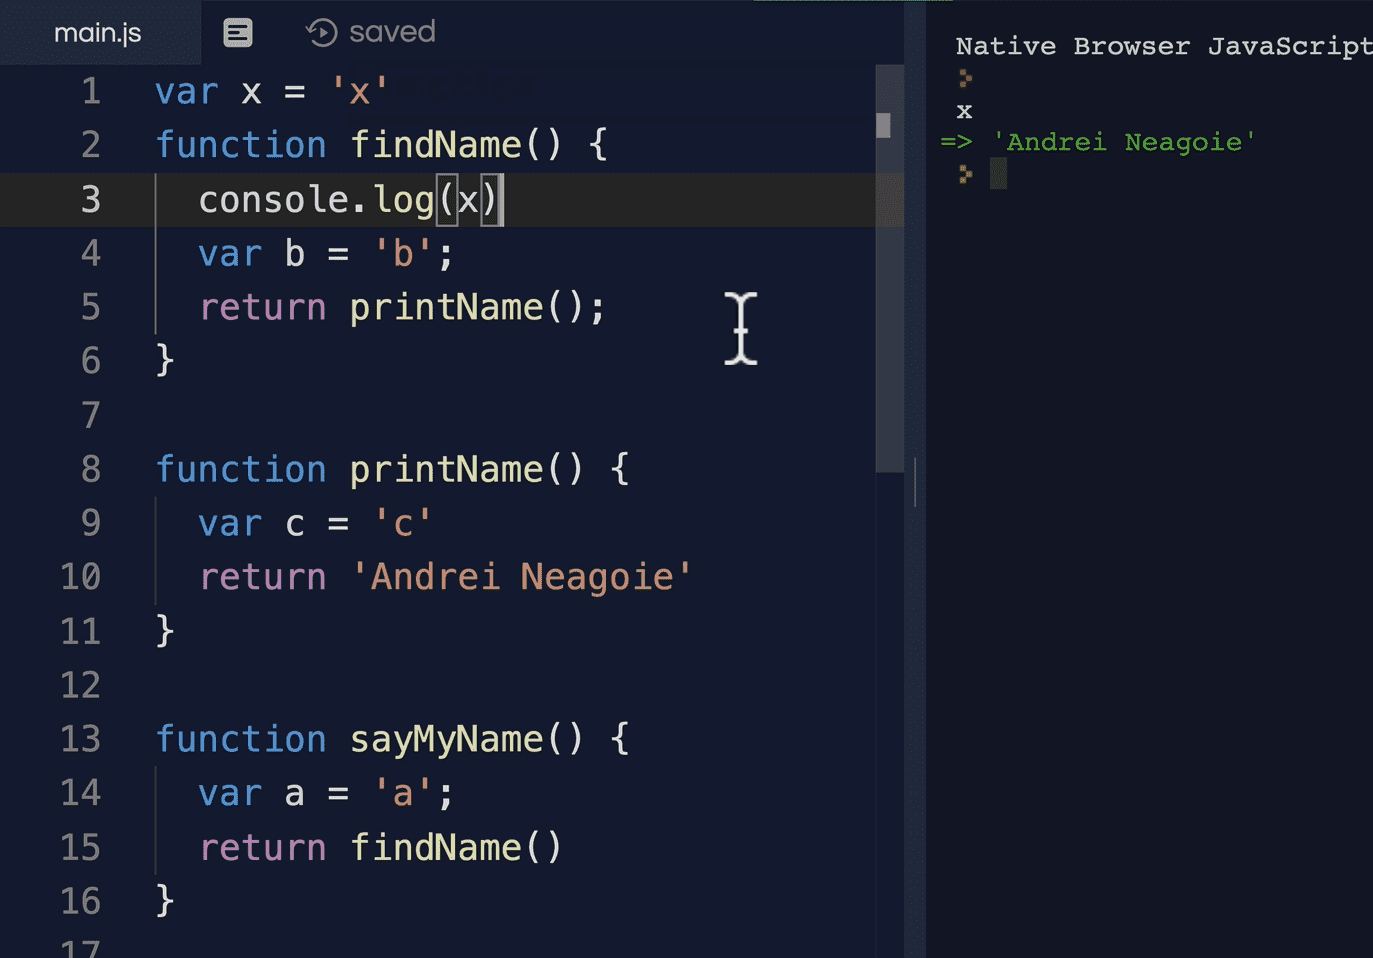 main.js saved
1 var x = 'x'
2 function findName() {
3 console.log(x)
4 var b = 'b';
5 return printName();
6 }
7
8 function printName() {
9 var c = 'c'
10 return 'Andrei Neagoie'
11 }
12
13 function sayMyName() {
14 var a = 'a';
15 return findName()
16 }
17
Native Browser JavaScript
x
=> 'Andrei Neagoie'